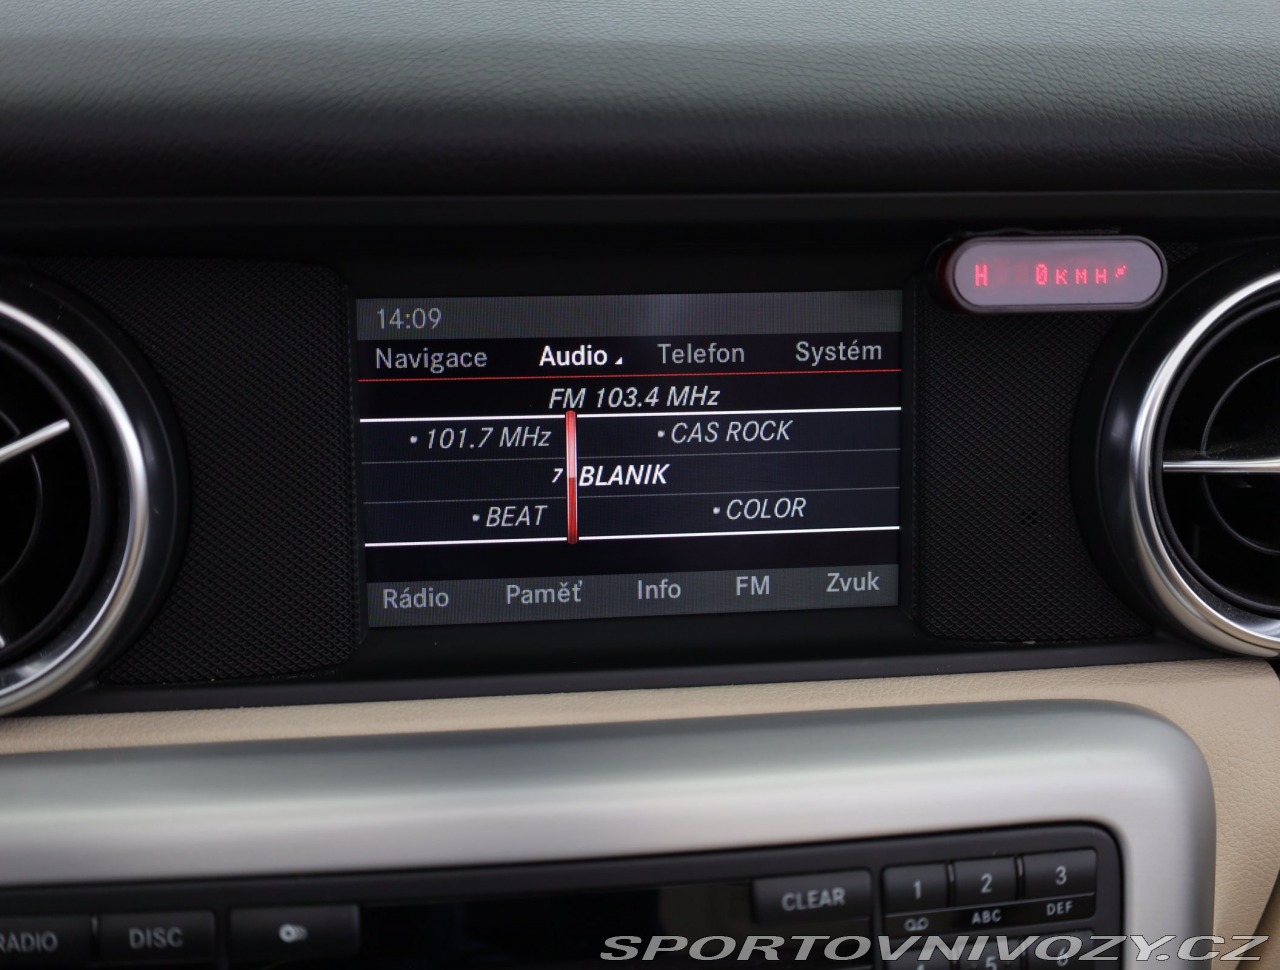 H 0KMH
14:09
Navigace Audio Telefon Systém
FM 103.4 MHz
• 101.7 MHz • CAS ROCK
7 BLANIK
• BEAT • COLOR
Rádio Paměť Info FM Zvuk
CLEAR 1 2 3
ABC DEF
RADIO DISC
5
SPORTOVNIVOZY.CZ